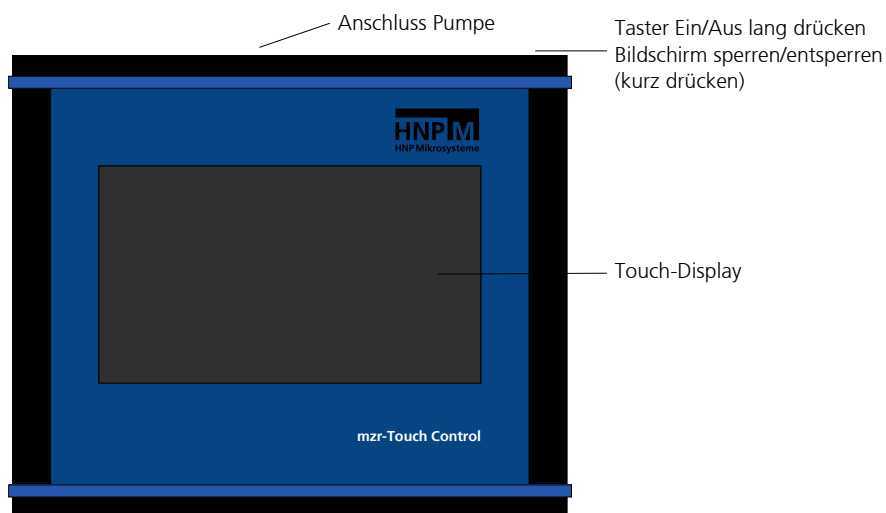 Anschluss Pumpe
Taster Ein/Aus lang drücken
Bildschirm sperren/entsperren
(kurz drücken)
HNP M
HNP Mikrosysteme
Touch-Display
mzr-Touch Control